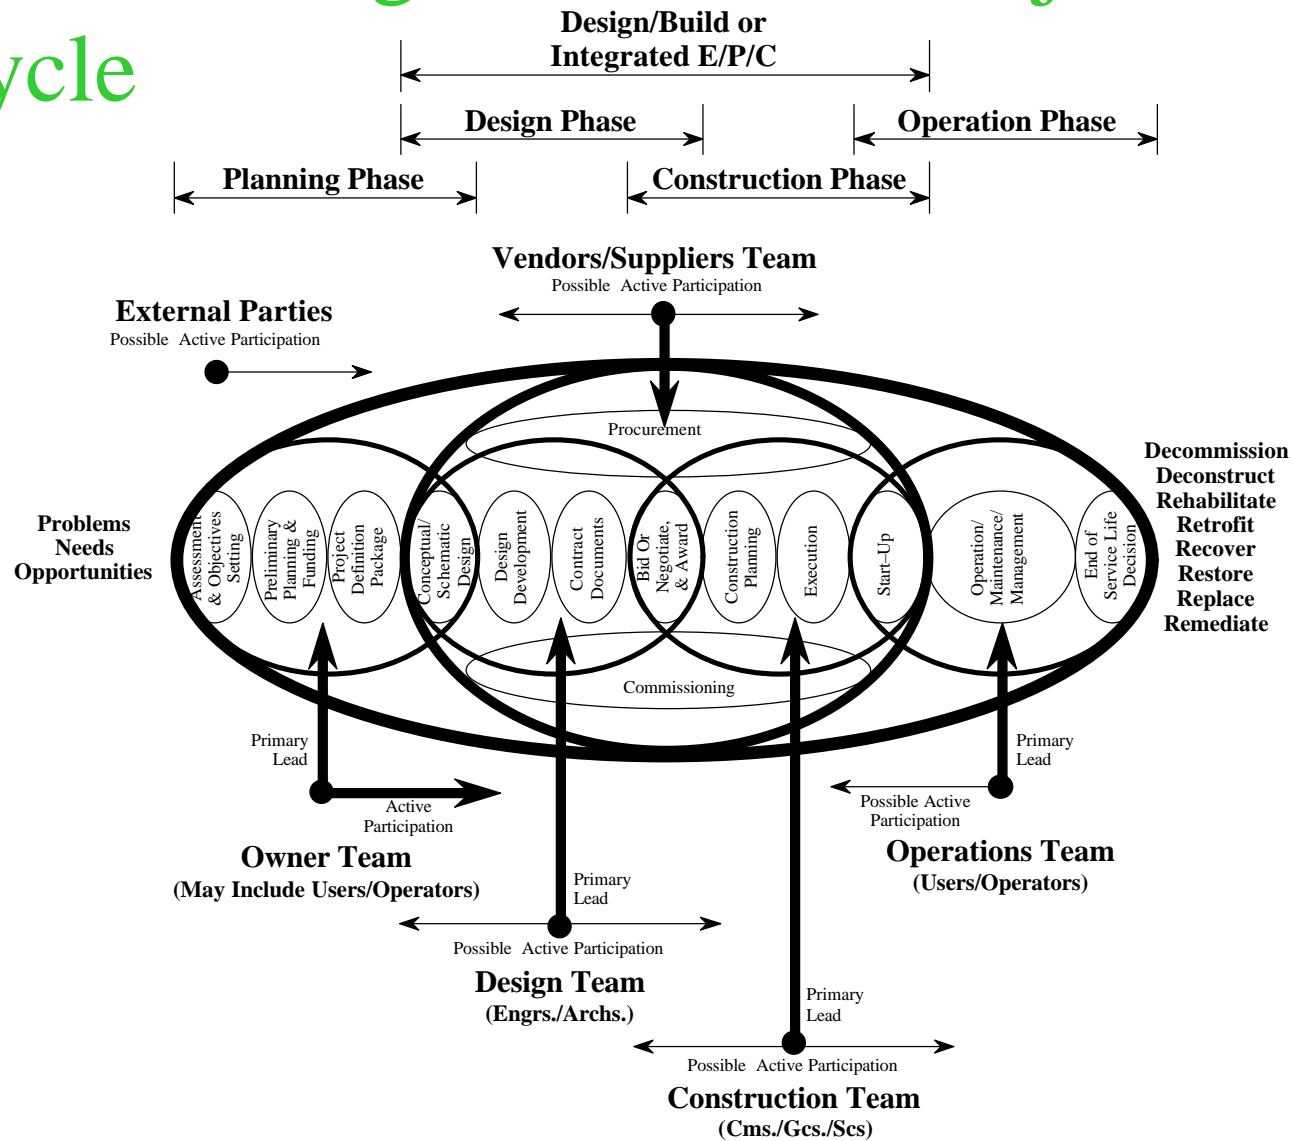 ycle
Design/Build or
Integrated E/P/C
Design Phase
Operation Phase
Planning Phase
Construction Phase
Vendors/Suppliers Team
Possible Active Participation
External Parties
Possible Active Participation
Procurement
Problems
Needs
Opportunities
Assessment
& Objectives
Setting
Preliminary
Planning &
Funding
Project
Definition
Package
Conceptual/
Schematic
Design
Design
Development
Contract
Documents
Bid Or
Negotiate,
& Award
Construction
Planning
Execution
Start–Up
Operation/
Maintenance/
Management
End of
Service Life
Decision
Decommission
Deconstruct
Rehabilitate
Retrofit
Recover
Restore
Replace
Remediate
Commissioning
Primary
Lead
Active
Participation
Owner Team
(May Include Users/Operators)
Primary
Lead
Possible Active
Participation
Operations Team
(Users/Operators)
Primary
Lead
Possible Active Participation
Design Team
(Engrs./Archs.)
Primary
Lead
Possible Active Participation
Construction Team
(Cms./Gcs./Scs)